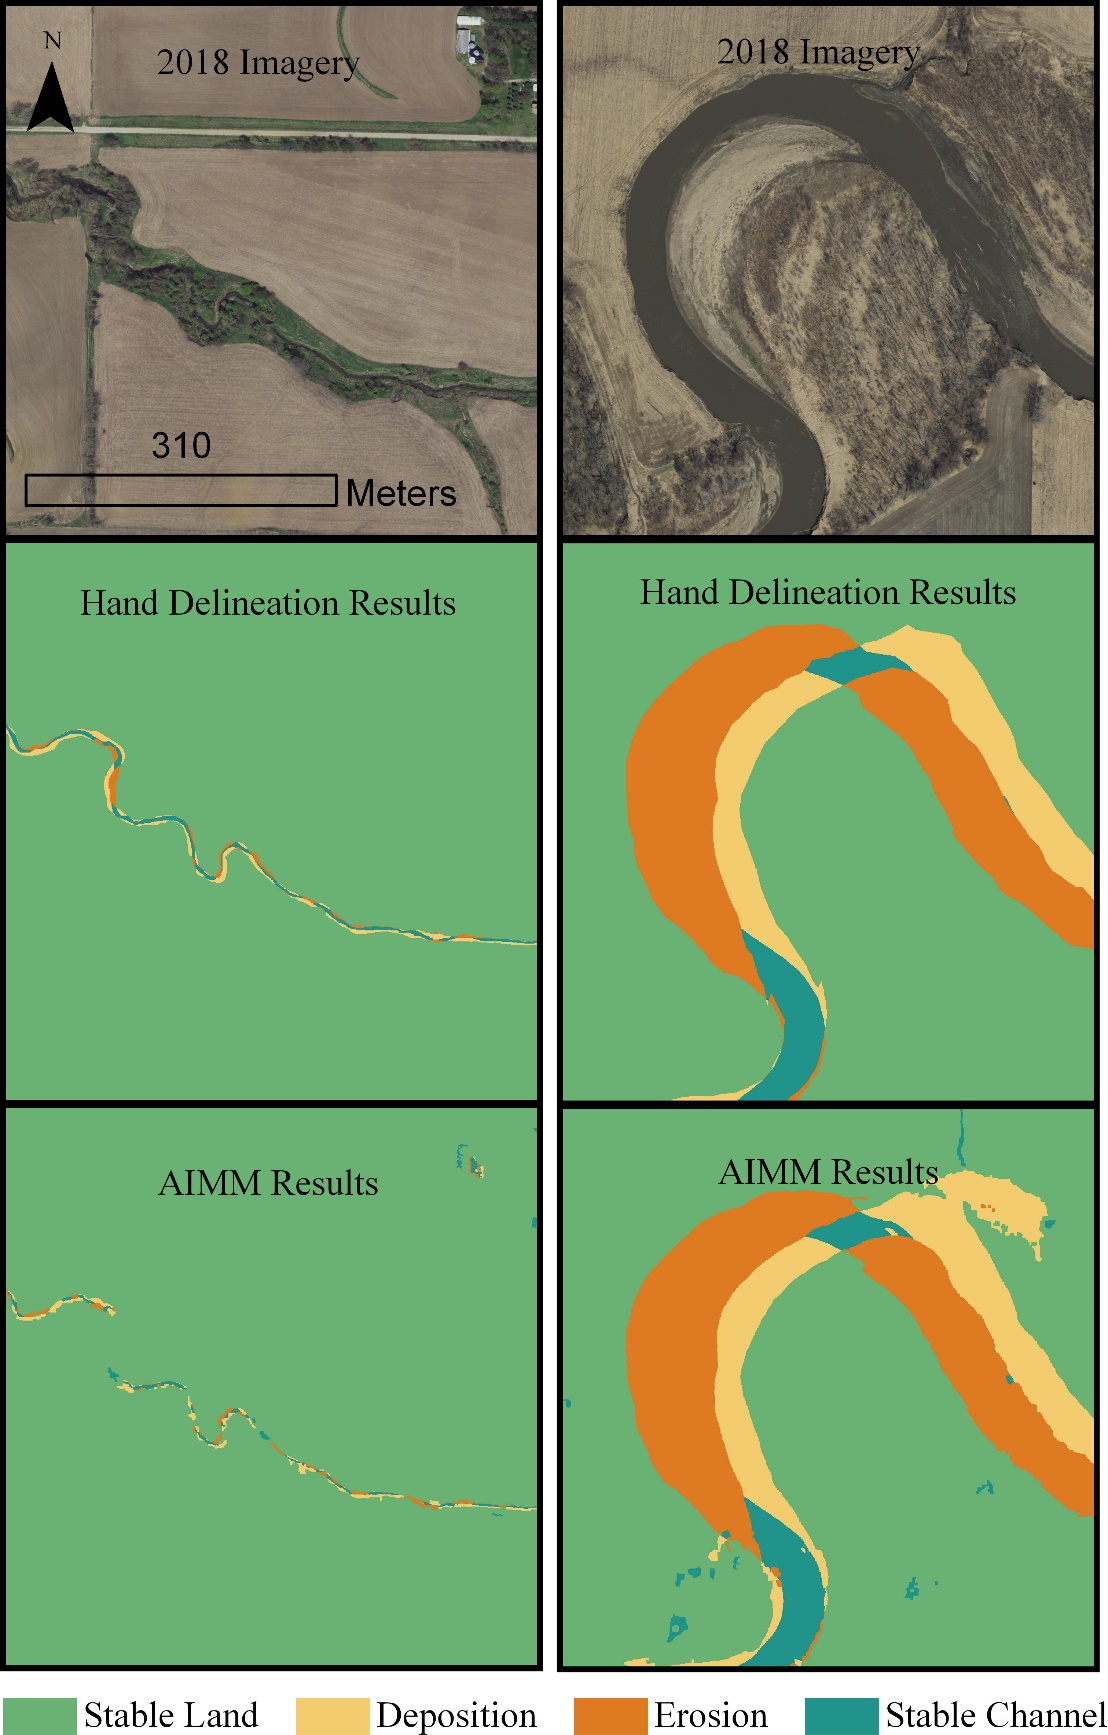 N
2018 Imagery
2018 Imagery
310
Meters
Hand Delineation Results
Hand Delineation Results
AIMM Results
AIMM Results
Stable Land
Deposition
Erosion
Stable Channel